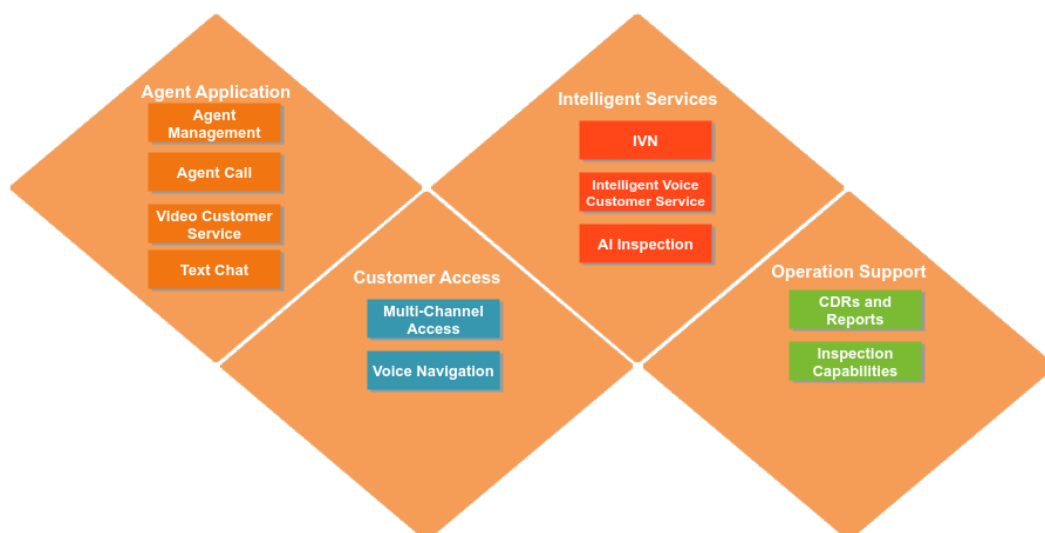 Agent Application
Agent
Management
Agent Call
Video Customer
Service
Text Chat
Customer Access
Multi-Channel
Access
Voice Navigation
Intelligent Services
IVN
Intelligent Voice
Customer Service
AI Inspection
Operation Support
CDRs and
Reports
Inspection
Capabilities